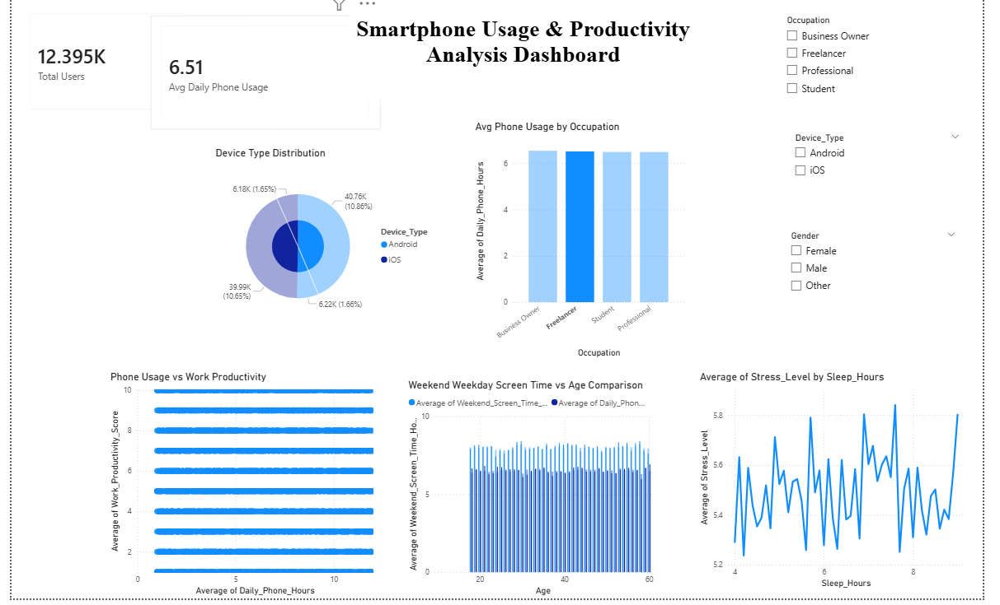 Smartphone Usage & Productivity
Analysis Dashboard
12.395K
Total Users
6.51
Avg Daily Phone Usage
Occupation
Business Owner
Freelancer
Professional
Student
Device_Type
Android
iOS
Gender
Female
Male
Other
Device Type Distribution
6.18K (1.65%)
40.76K
(10.86%)
39.99K
(10.65%)
6.22K (1.66%)
Device_Type
Android
iOS
Avg Phone Usage by Occupation
Average of Daily_Phone_Hours
6
4
2
0
Business Owner
Freelancer
Student
Professional
Occupation
Phone Usage vs Work Productivity
Average of Work_Productivity_Score
10
8
6
4
2
0
5
10
Average of Daily_Phone_Hours
Weekend Weekday Screen Time vs Age Comparison
Average of Weekend_Screen_Time_...
Average of Daily_Phon...
Average of Weekend_Screen_Time_Ho...
10
5
0
20
40
60
Age
Average of Stress_Level by Sleep_Hours
Average of Stress_Level
5.8
5.6
5.4
5.2
4
6
8
Sleep_Hours